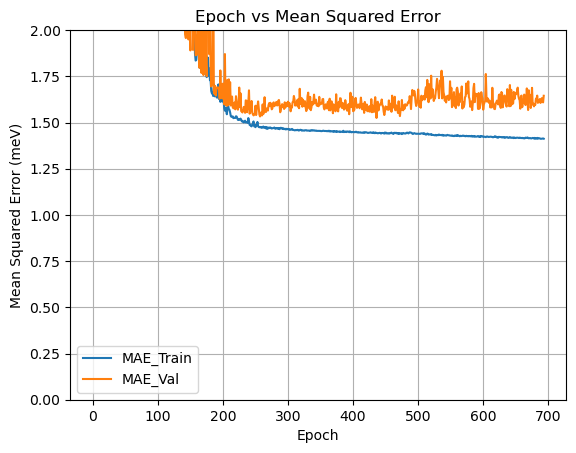 Epoch vs Mean Squared Error
Mean Squared Error (meV)
2.00
1.75
1.50
1.25
1.00
0.75
0.50
0.25
0.00
MAE_Train
MAE_Val
0 100 200 300 400 500 600 700
Epoch